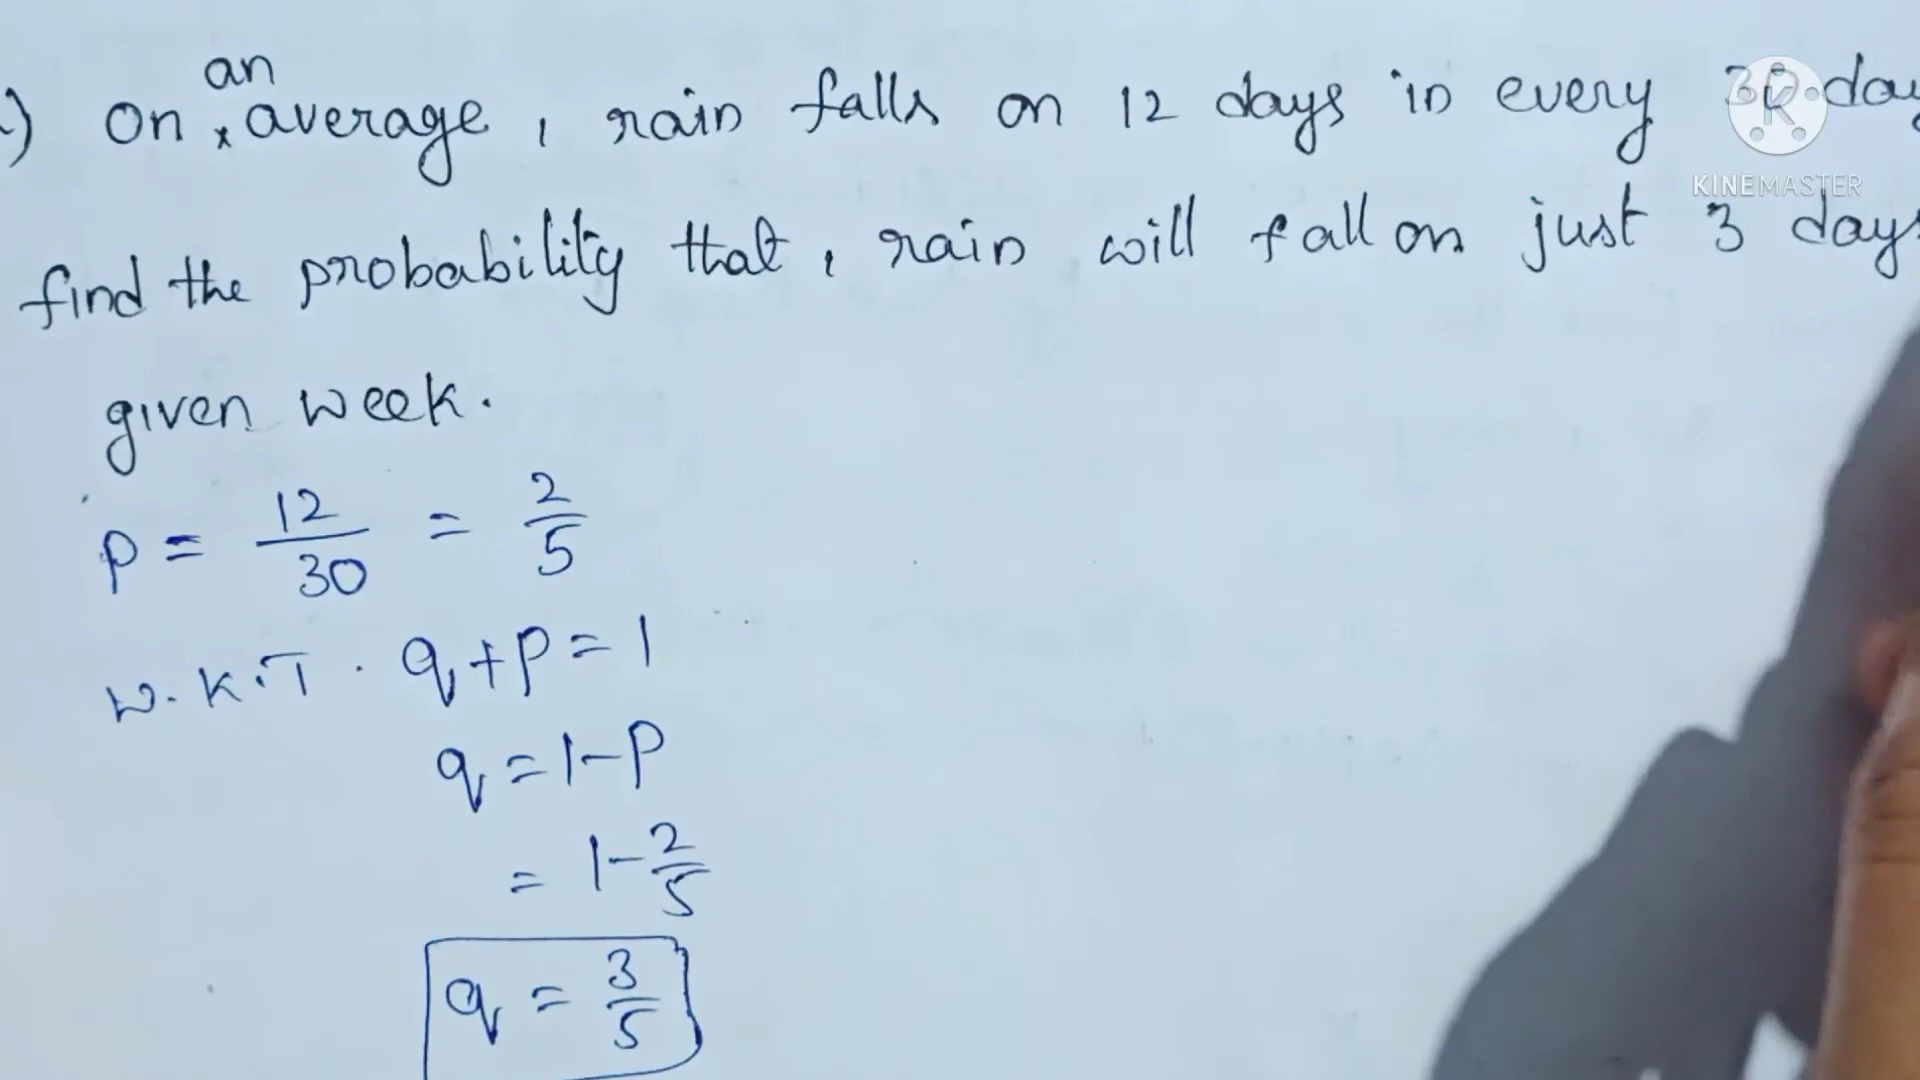 an
on x average, rain falls on 12 days in every 30 day
find the probability that, rain will fall on just 3 days
given week.
p = 12/30 = 2/5
W.K.T. q+p=1
q=1-p
= 1-2/5
q = 3/5
KINEMASTER